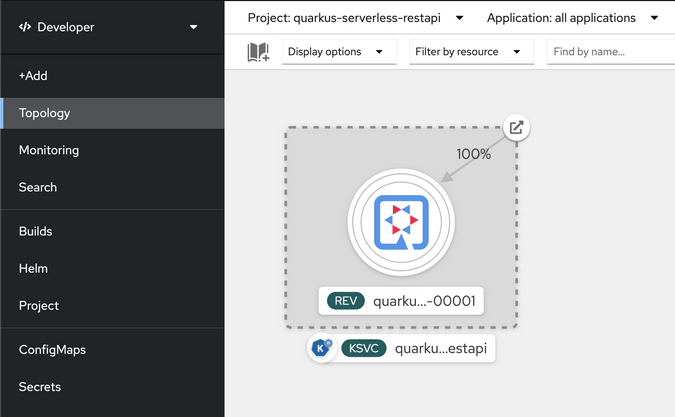 </> Developer
Project: quarkus-serverless-restapi
Application: all applications
Display options
Filter by resource
Find by name...
+Add
Topology
Monitoring
Search
Builds
Helm
Project
ConfigMaps
Secrets
100%
REV quarku...-00001
K KSVC quarku...estapi